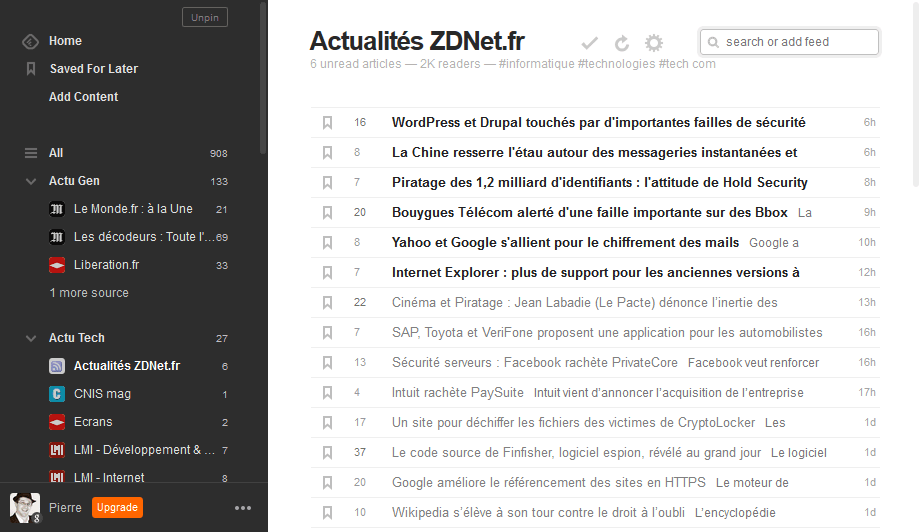 Unpin
Home
Saved For Later
Add Content
All 908
Actu Gen 133
Le Monde.fr : à la Une 21
Les décodeurs : Toute l'... 69
Liberation.fr 33
1 more source
Actu Tech 27
Actualités ZDNet.fr 6
CNIS mag 1
Ecrans 2
LMI - Développement & ... 7
LMI - Internet 8
Pierre Upgrade
Actualités ZDNet.fr
search or add feed
6 unread articles — 2K readers — #informatique #technologies #tech com
16 WordPress et Drupal touchés par d'importantes failles de sécurité 6h
8 La Chine resserre l'étau autour des messageries instantanées et 6h
7 Piratage des 1,2 milliard d'identifiants : l'attitude de Hold Security 8h
20 Bouygues Télécom alerté d'une faille importante sur des Bbox La 9h
8 Yahoo et Google s'allient pour le chiffrement des mails Google a 10h
7 Internet Explorer : plus de support pour les anciennes versions à 12h
22 Cinéma et Piratage : Jean Labadie (Le Pacte) dénonce l'inertie des 13h
7 SAP, Toyota et VeriFone proposent une application pour les automobilistes 16h
13 Sécurité serveurs : Facebook rachète PrivateCore Facebook veut renforcer 16h
4 Intuit rachète PaySuite Intuit vient d'annoncer l'acquisition de l'entreprise 17h
17 Un site pour déchiffer les fichiers des victimes de CryptoLocker Les 1d
37 Le code source de Finfisher, logiciel espion, révélé au grand jour Le logiciel 1d
20 Google améliore le référencement des sites en HTTPS Le moteur de 1d
10 Wikipedia s'élève à son tour contre le droit à l'oubli L'encyclopédie 1d